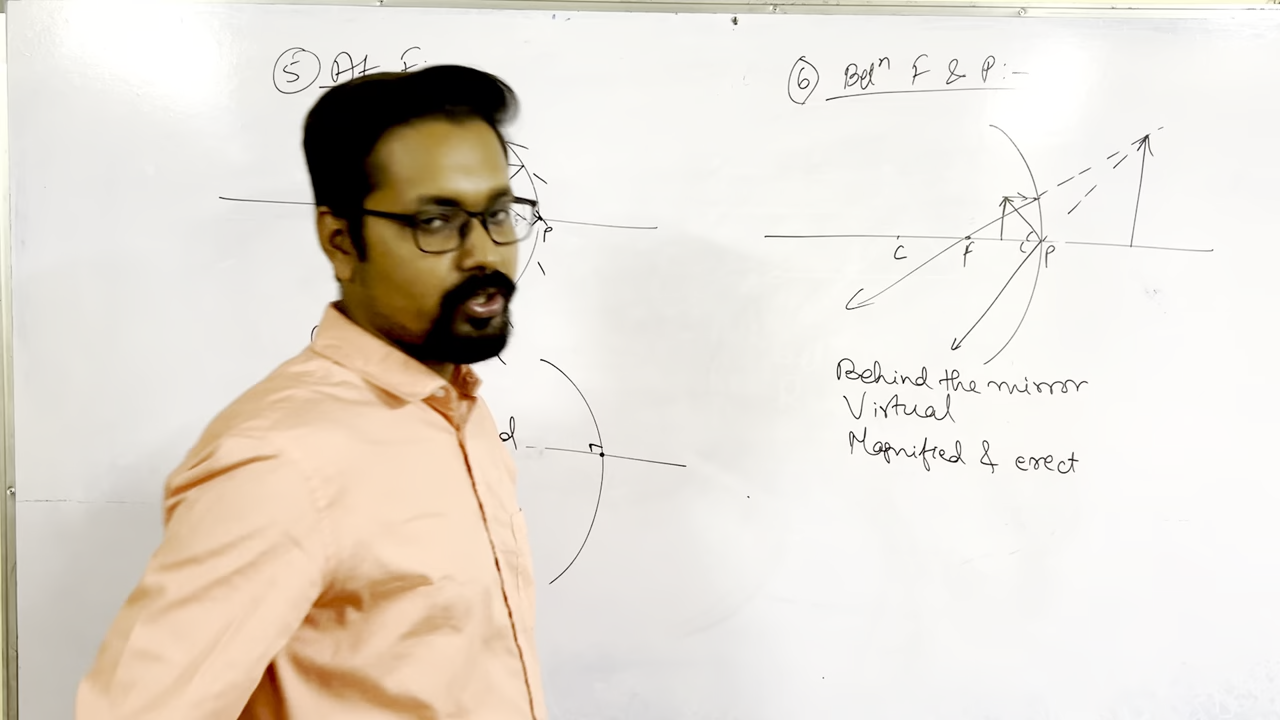 5 At F:
P
d
6 Betn F & P:-
C F P
Behind the mirror
Virtual
Magnified & erect